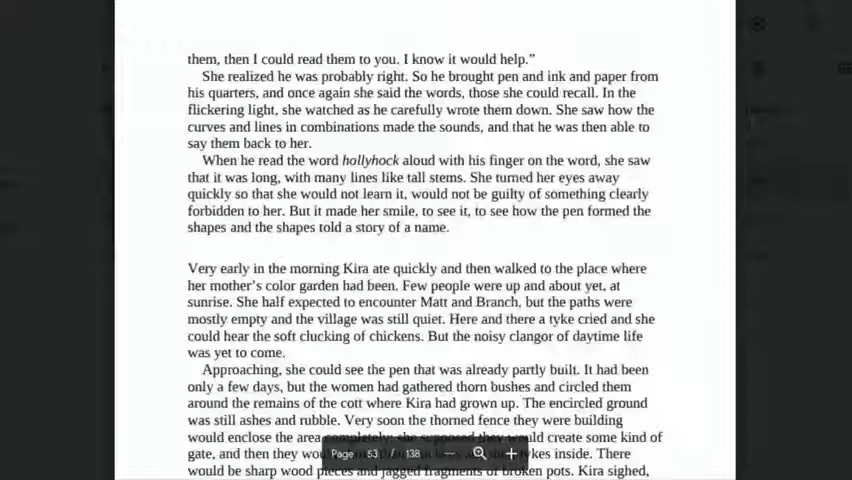 them, then I could read them to you. I know it would help.”
She realized he was probably right. So he brought pen and ink and paper from
his quarters, and once again she said the words, those she could recall. In the
flickering light, she watched as he carefully wrote them down. She saw how the
curves and lines in combinations made the sounds, and that he was then able to
say them back to her.
When he read the word hollyhock aloud with his finger on the word, she saw
that it was long, with many lines like tall stems. She turned her eyes away
quickly so that she would not learn it, would not be guilty of something clearly
forbidden to her. But it made her smile, to see it, to see how the pen formed the
shapes and the shapes told a story of a name.
Very early in the morning Kira ate quickly and then walked to the place where
her mother’s color garden had been. Few people were up and about yet, at
sunrise. She half expected to encounter Matt and Branch, but the paths were
mostly empty and the village was still quiet. Here and there a tyke cried and she
could hear the soft clucking of chickens. But the noisy clangor of daytime life
was yet to come.
Approaching, she could see the pen that was already partly built. It had been
only a few days, but the women had gathered thorn bushes and circled them
around the remains of the cott where Kira had grown up. The encircled ground
was still ashes and rubble. Very soon the thorned fence they were building
would enclose the area completely; she supposed they would create some kind of
gate, and then they tykes inside. There
would be sharp wood pieces and jagged fragments of broken pots. Kira sighed,
Page 53 / 138